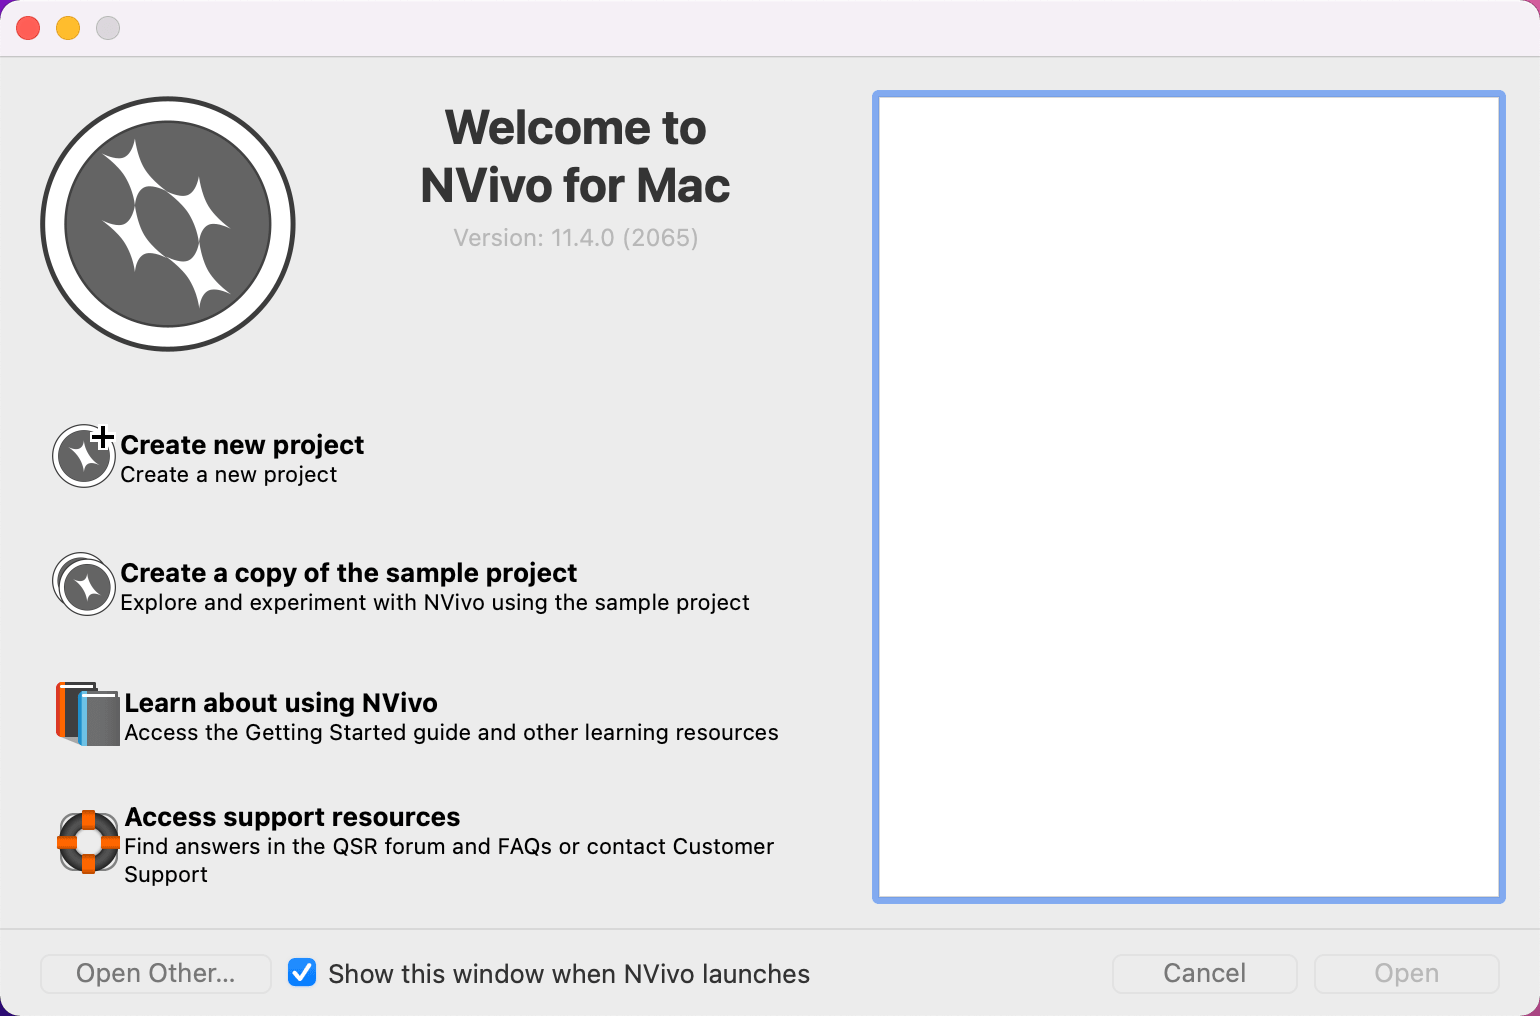 Welcome to
NVivo for Mac
Version: 11.4.0 (2065)
Create new project
Create a new project
Create a copy of the sample project
Explore and experiment with NVivo using the sample project
Learn about using NVivo
Access the Getting Started guide and other learning resources
Access support resources
Find answers in the QSR forum and FAQs or contact Customer
Support
Open Other...
Show this window when NVivo launches
Cancel
Open